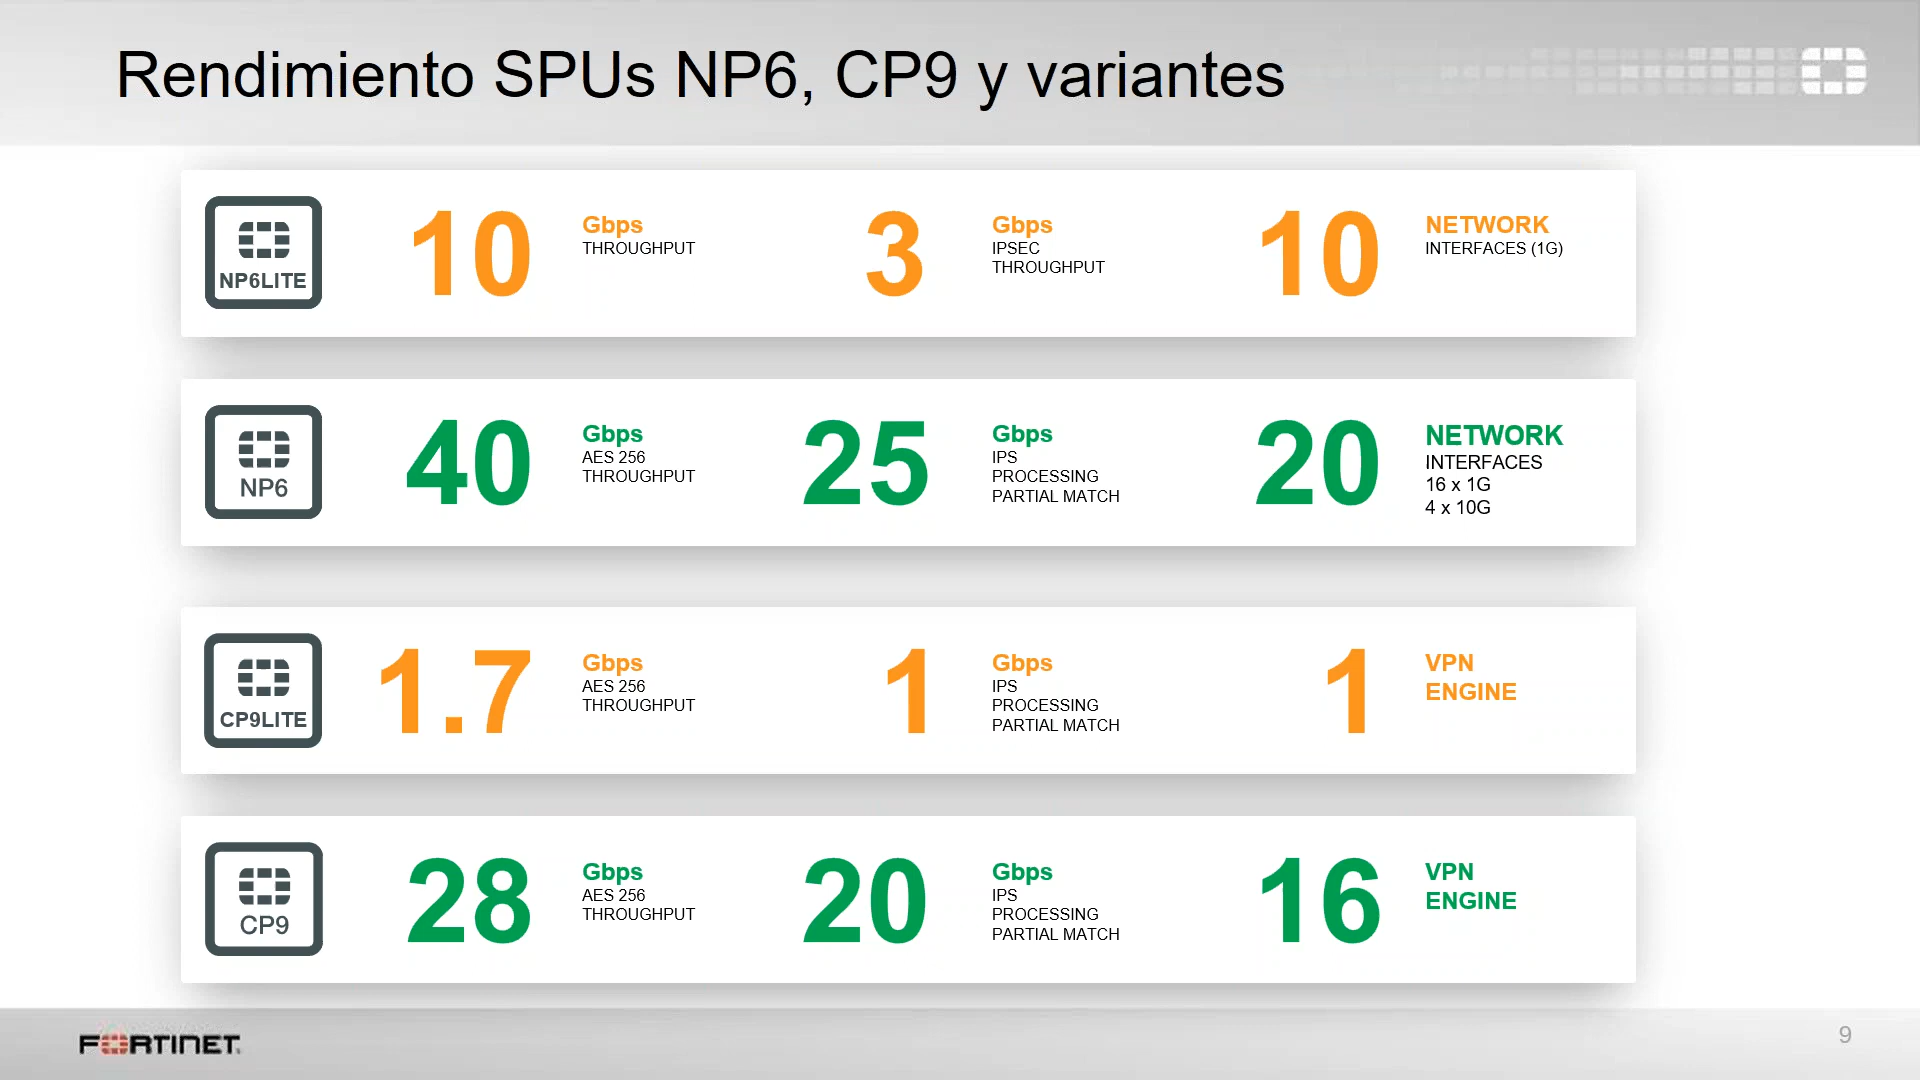 Rendimiento SPUs NP6, CP9 y variantes
NP6LITE
10
Gbps
THROUGHPUT
3
Gbps
IPSEC
THROUGHPUT
10
NETWORK
INTERFACES (1G)
NP6
40
Gbps
AES 256
THROUGHPUT
25
Gbps
IPS
PROCESSING
PARTIAL MATCH
20
NETWORK
INTERFACES
16 x 1G
4 x 10G
CP9LITE
1.7
Gbps
AES 256
THROUGHPUT
1
Gbps
IPS
PROCESSING
PARTIAL MATCH
1
VPN
ENGINE
CP9
28
Gbps
AES 256
THROUGHPUT
20
Gbps
IPS
PROCESSING
PARTIAL MATCH
16
VPN
ENGINE
FORTINET
9